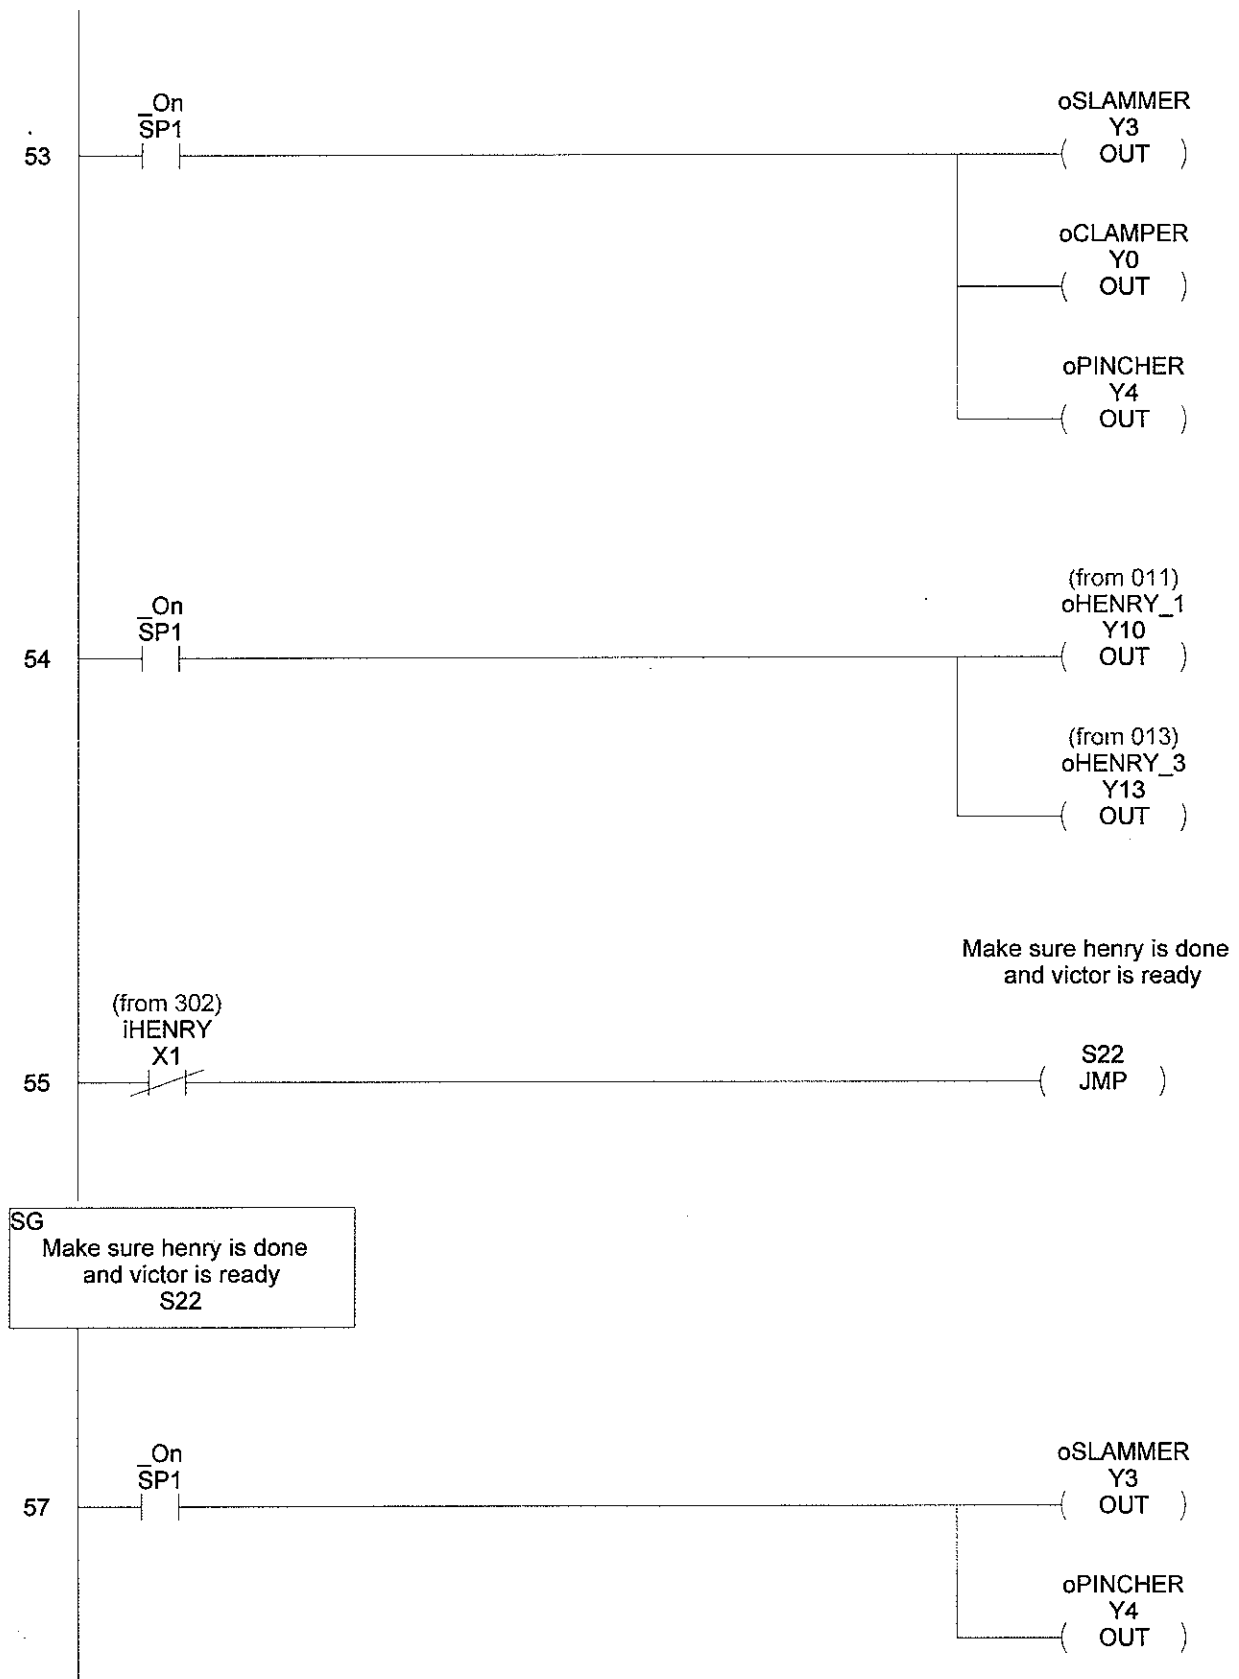 _On
SP1
53
oSLAMMER
Y3
( OUT )
oCLAMPER
Y0
( OUT )
oPINCHER
Y4
( OUT )
_On
SP1
54
(from 011)
oHENRY_1
Y10
( OUT )
(from 013)
oHENRY_3
Y13
( OUT )
Make sure henry is done
and victor is ready
(from 302)
iHENRY
X1
55
S22
( JMP )
SG
Make sure henry is done
and victor is ready
S22
_On
SP1
57
oSLAMMER
Y3
( OUT )
oPINCHER
Y4
( OUT )